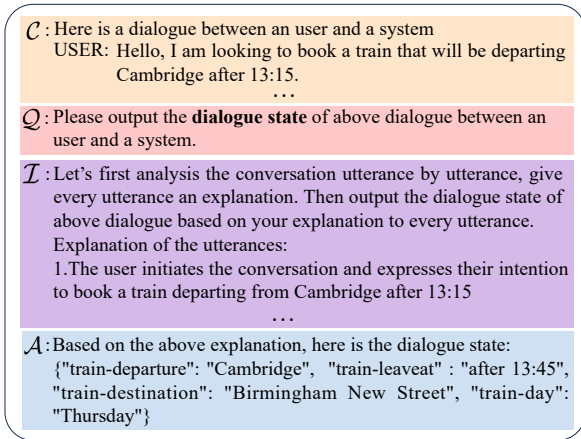 C : Here is a dialogue between an user and a system
USER: Hello, I am looking to book a train that will be departing
Cambridge after 13:15.
...
Q : Please output the dialogue state of above dialogue between an
user and a system.
I : Let's first analysis the conversation utterance by utterance, give
every utterance an explanation. Then output the dialogue state of
above dialogue based on your explanation to every utterance.
Explanation of the utterances:
1.The user initiates the conversation and expresses their intention
to book a train departing from Cambridge after 13:15
...
A : Based on the above explanation, here is the dialogue state:
{"train-departure": "Cambridge", "train-leaveat" : "after 13:45",
"train-destination": "Birmingham New Street", "train-day":
"Thursday"}